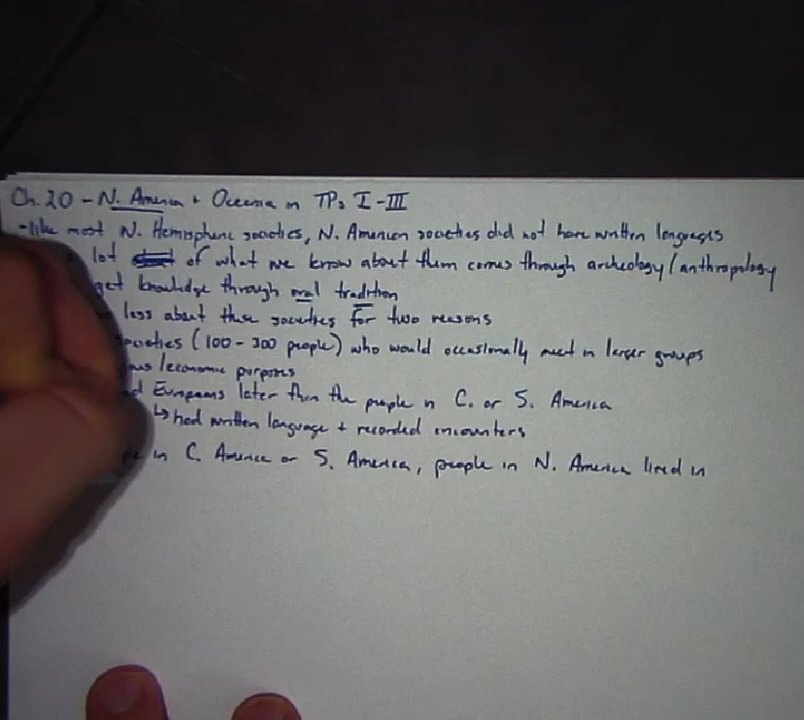 Ch. 20 - N. America + Oceania in TPs I-III
- like most N. Hemisphere societies, N. American societies did not have written languages
lot of what we know about them comes through archeology/anthropology
get knowledge through oral tradition
less about these societies for two reasons
societies (100-300 people) who would occasionally meet in larger groups
/economic purposes
Europeans later than the people in C. or S. America
↳ had written language + recorded encounters
in C. America or S. America, people in N. America lived in